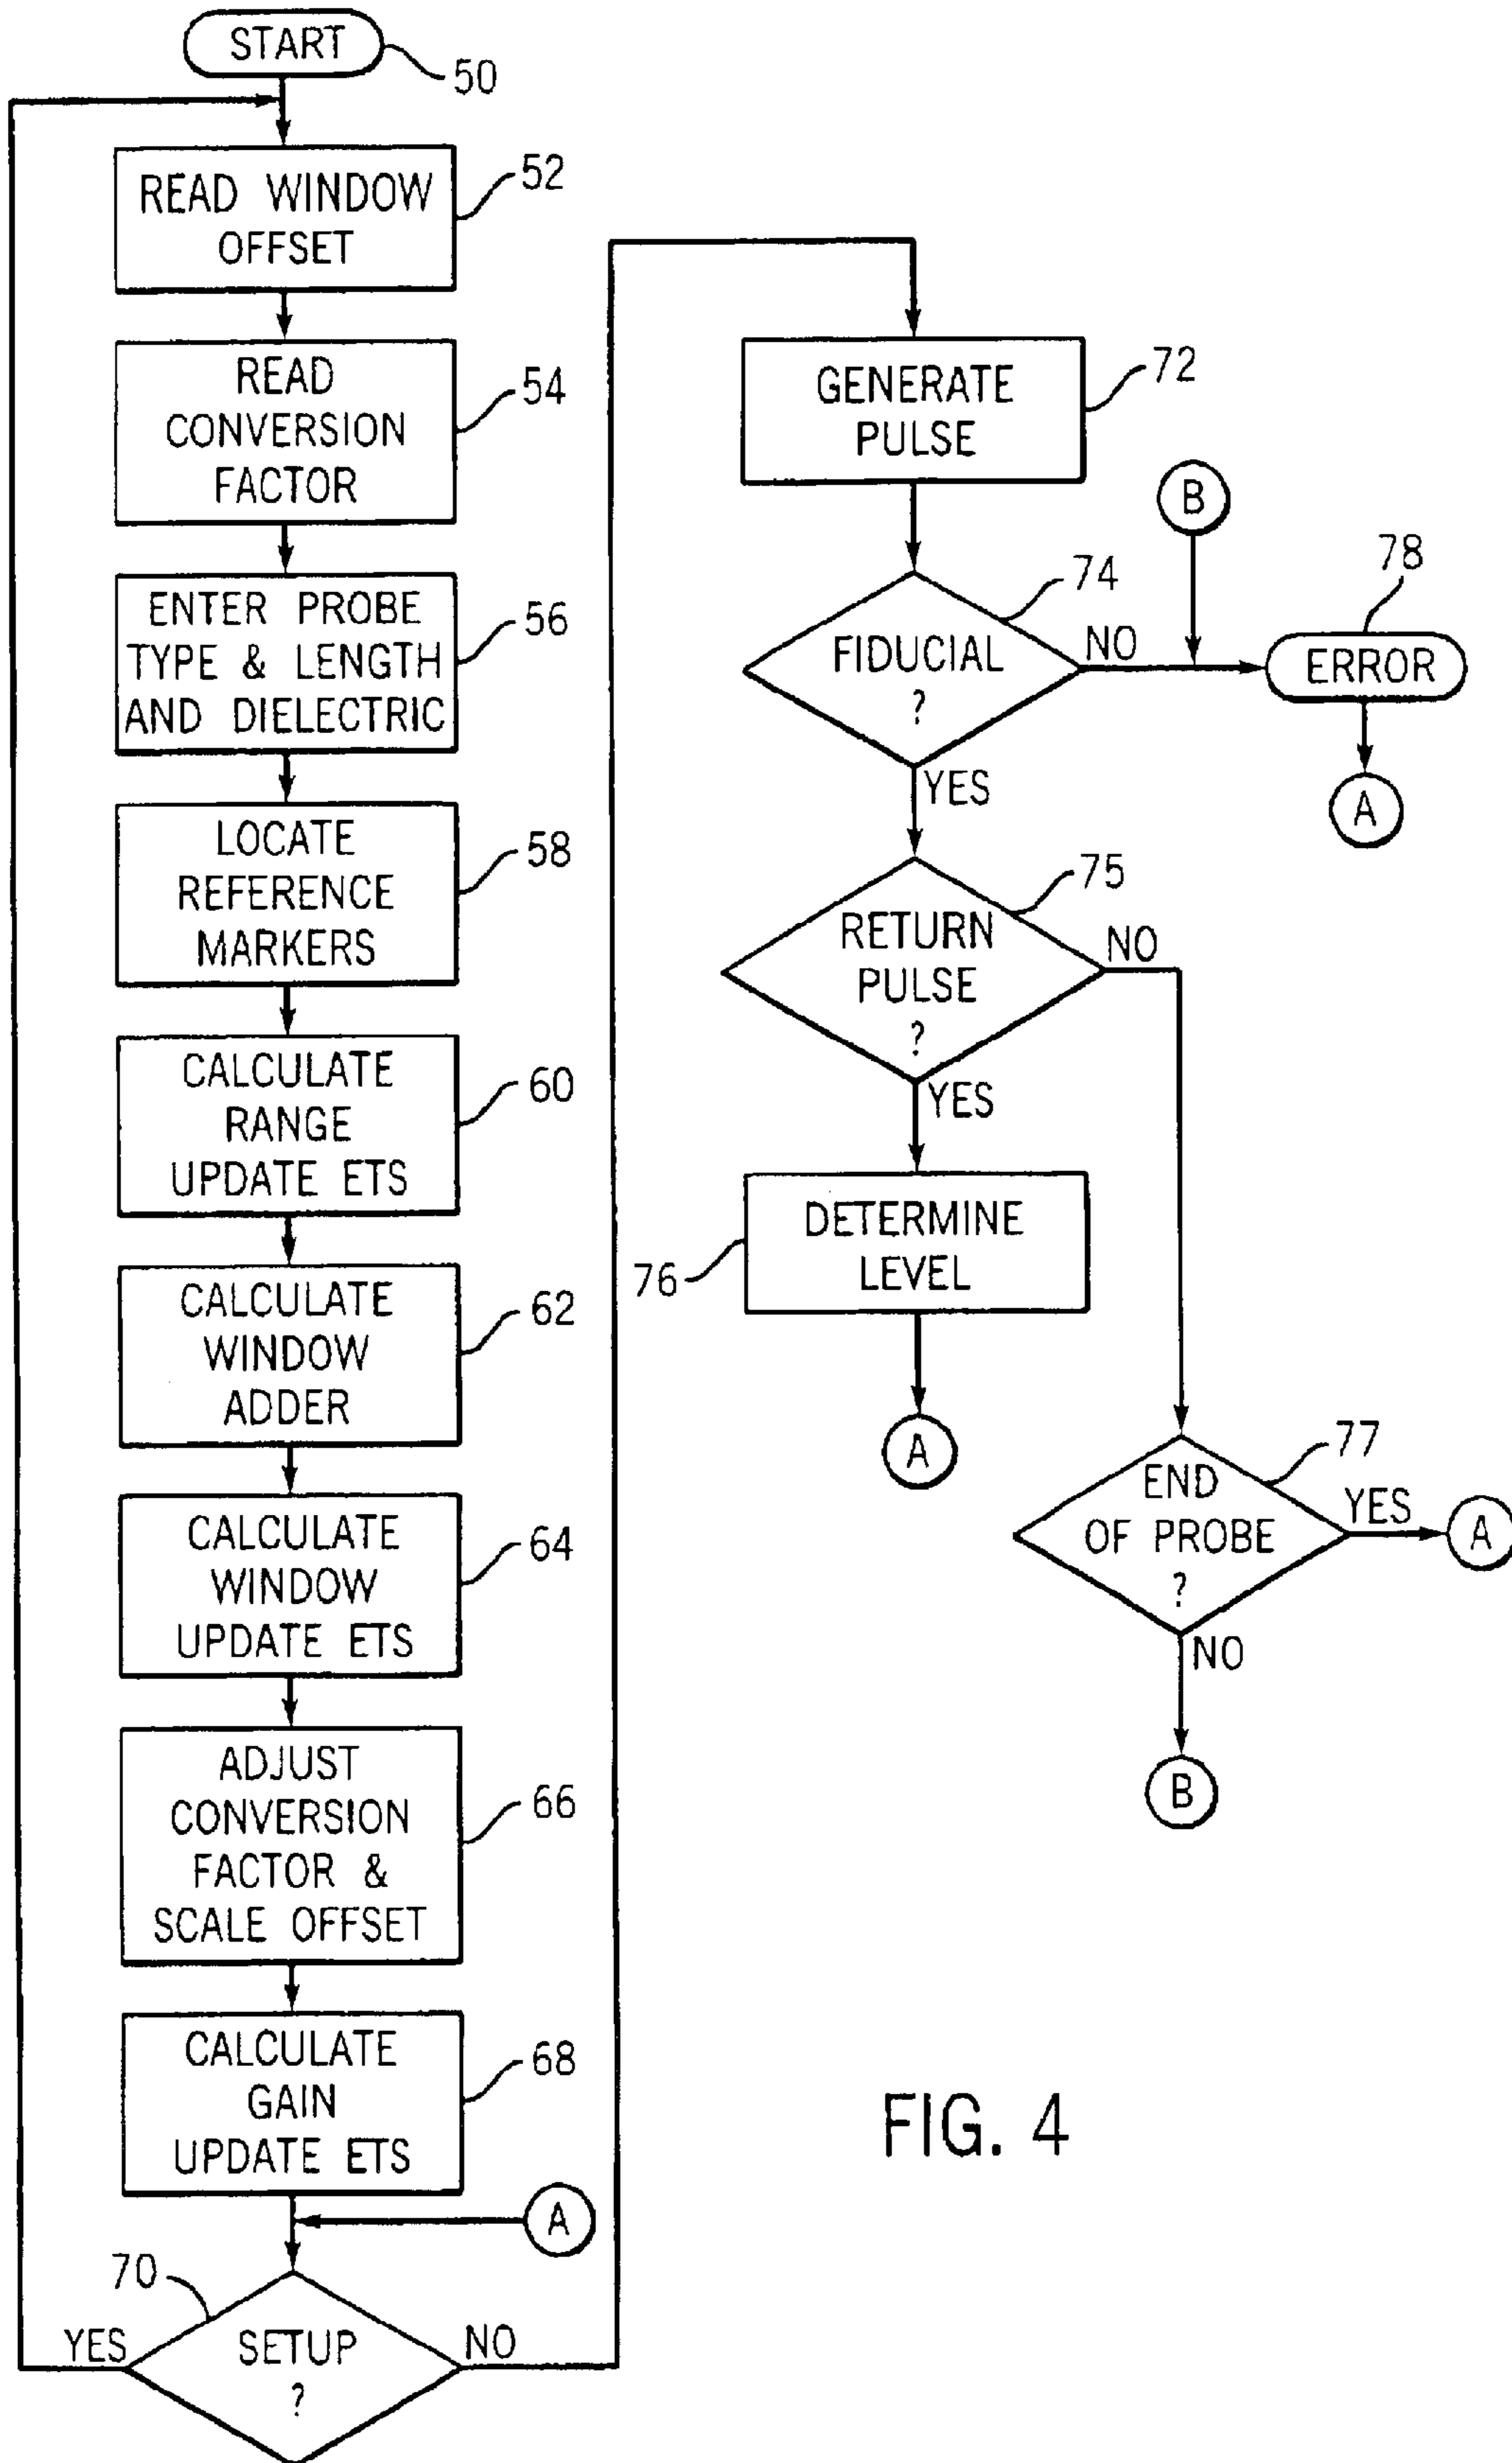 START
50
READ WINDOW
OFFSET
52
READ
CONVERSION
FACTOR
54
ENTER PROBE
TYPE & LENGTH
AND DIELECTRIC
56
LOCATE
REFERENCE
MARKERS
58
CALCULATE
RANGE
UPDATE ETS
60
CALCULATE
WINDOW
ADDER
62
CALCULATE
WINDOW
UPDATE ETS
64
ADJUST
CONVERSION
FACTOR &
SCALE OFFSET
66
CALCULATE
GAIN
UPDATE ETS
68
A
70
YES
SETUP
?
NO
GENERATE
PULSE
72
B
74
FIDUCIAL
?
NO
78
ERROR
A
YES
75
RETURN
PULSE
?
NO
YES
DETERMINE
LEVEL
76
A
77
END
OF PROBE
?
YES
A
NO
B
FIG. 4